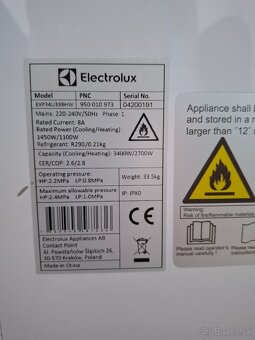 Electrolux
Model PNC Serial No.
EXP34U338HW 950 010 973 04200191
Mains: 220-240V/50Hz Phase: 1
Rated Current: 8A
Rated Power (Cooling/Heating):
1450W/1100W
Refrigerant: R290/0.21kg
Capacity (Cooling/Heating): 3400W/2700W
EER/COP: 2.6/2.8
Operating pressure:
HP:2.2MPa LP:0.8MPa
Weight: 33.5kg
Maximum allowable pressure
HP:2.4MPa LP:1.0MPa
IP: IPX0
Electrolux Appliances AB
Contact Point
Al. Powstańców Śląskich 26,
30-570 Kraków, Poland
Made in China
Appliance shall
and stored in a r
larger than "12"
Warning;
Risk of fire/flammable materials
Please read operator's
manual carefully !
Please
instru
bazos.sk